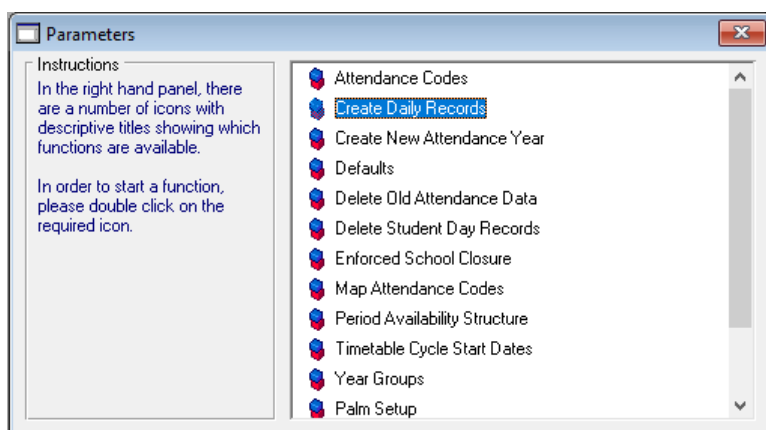 Parameters
Instructions
In the right hand panel, there
are a number of icons with
descriptive titles showing which
functions are available.
In order to start a function,
please double click on the
required icon.
Attendance Codes
Create Daily Records
Create New Attendance Year
Defaults
Delete Old Attendance Data
Delete Student Day Records
Enforced School Closure
Map Attendance Codes
Period Availability Structure
Timetable Cycle Start Dates
Year Groups
Palm Setup